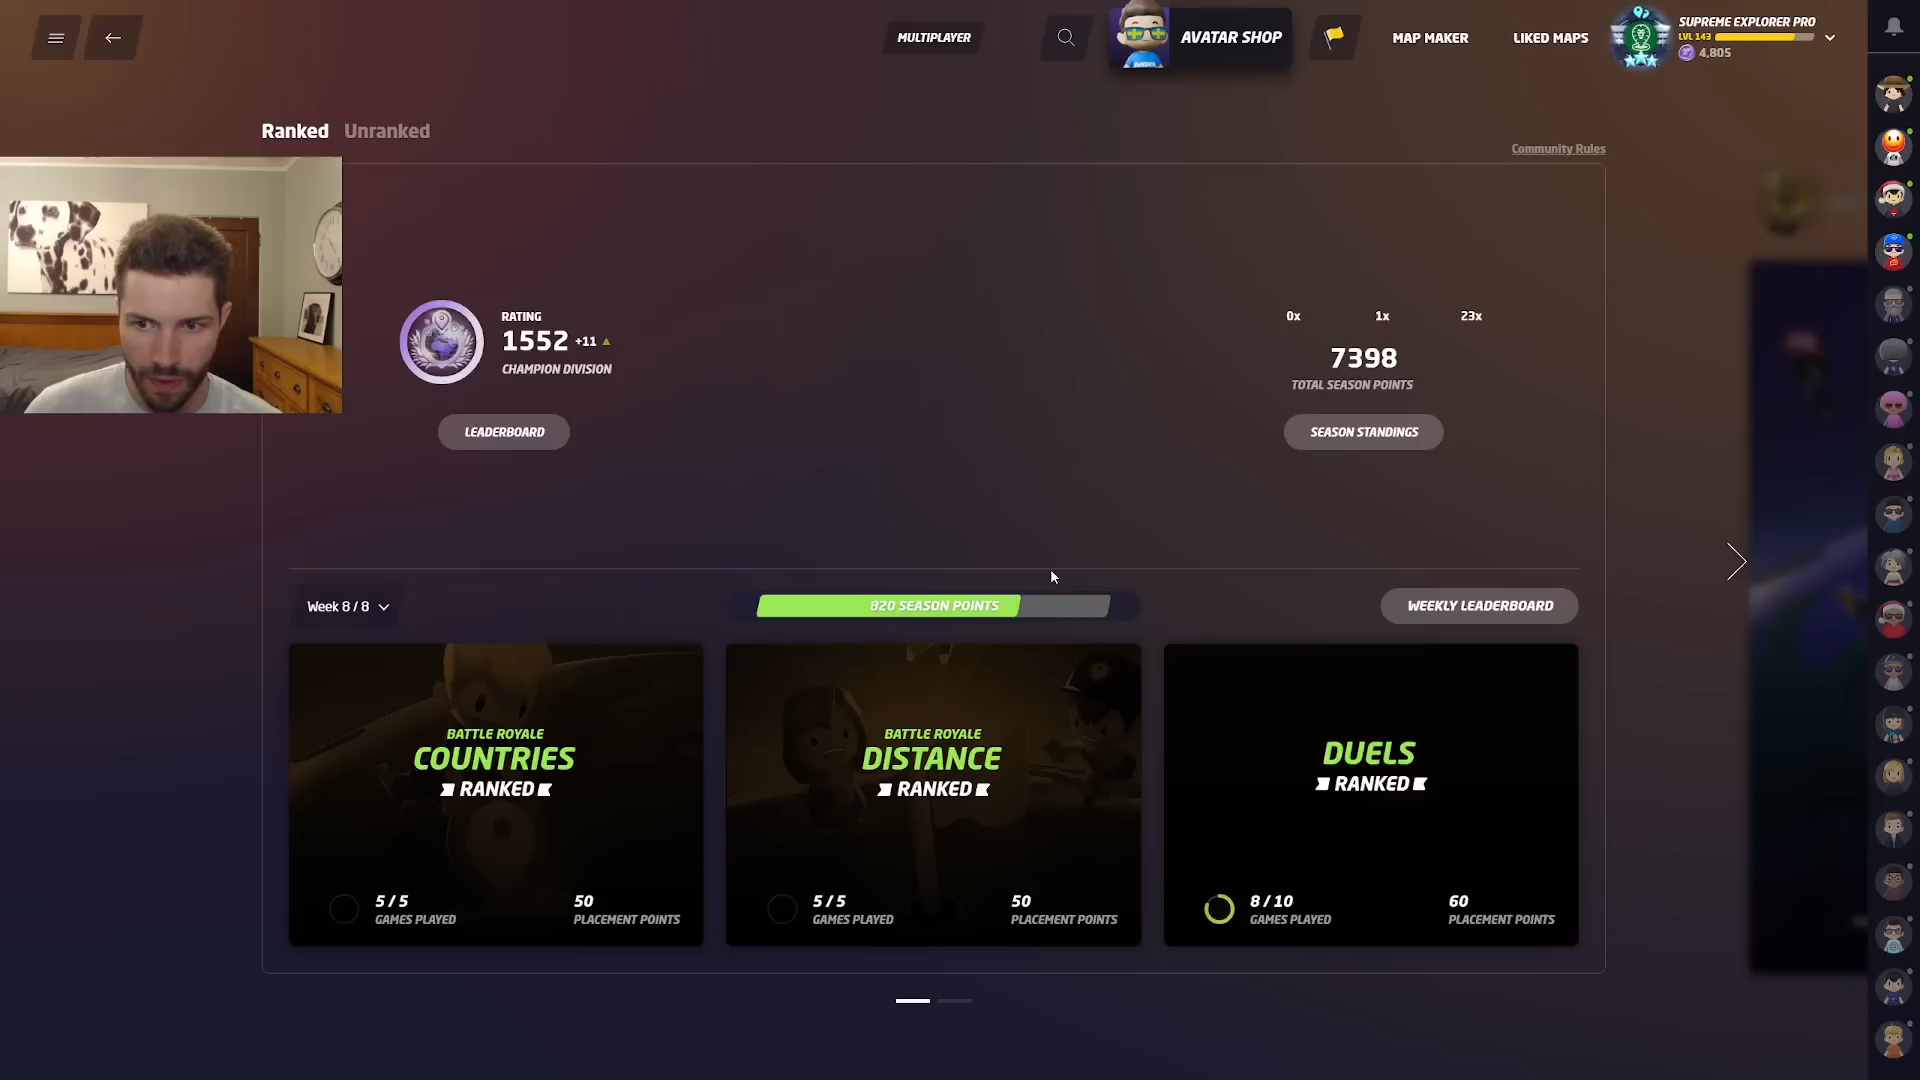 MULTIPLAYER
AVATAR SHOP
MAP MAKER
LIKED MAPS
SUPREME EXPLORER PRO
LVL 143
4,805
Ranked Unranked
Community Rules
RATING
1552 +11
CHAMPION DIVISION
LEADERBOARD
0x 1x 23x
7398
TOTAL SEASON POINTS
SEASON STANDINGS
Week 8 / 8
820 SEASON POINTS
WEEKLY LEADERBOARD
BATTLE ROYALE
COUNTRIES
RANKED
5 / 5
GAMES PLAYED
50
PLACEMENT POINTS
BATTLE ROYALE
DISTANCE
RANKED
5 / 5
GAMES PLAYED
50
PLACEMENT POINTS
DUELS
RANKED
8 / 10
GAMES PLAYED
60
PLACEMENT POINTS